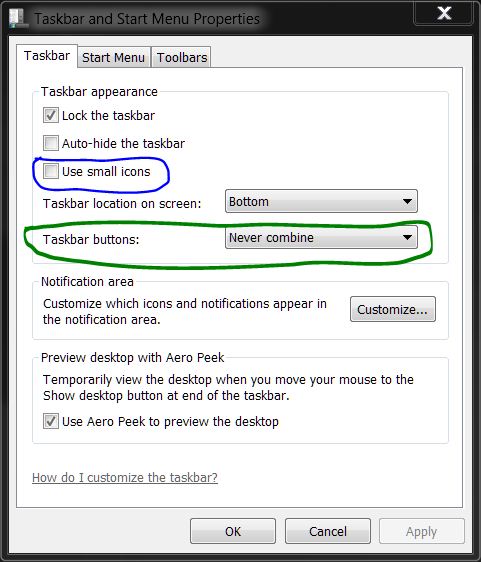 Taskbar and Start Menu Properties
Taskbar
Start Menu
Toolbars
Taskbar appearance
Lock the taskbar
Auto-hide the taskbar
Use small icons
Taskbar location on screen:
Bottom
Taskbar buttons:
Never combine
Notification area
Customize which icons and notifications appear in
the notification area.
Customize...
Preview desktop with Aero Peek
Temporarily view the desktop when you move your mouse to the
Show desktop button at end of the taskbar.
Use Aero Peek to preview the desktop
How do I customize the taskbar?
OK
Cancel
Apply